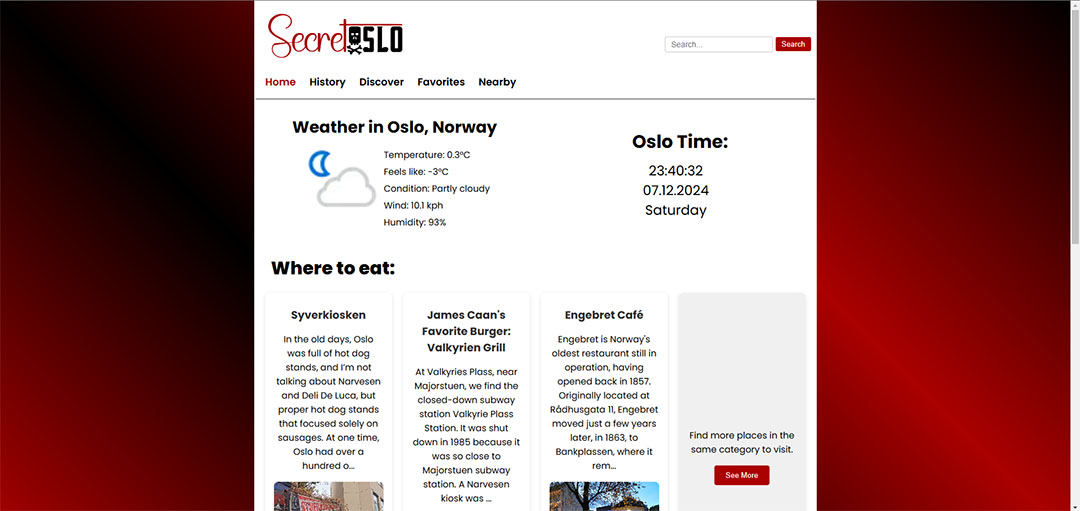 Secret OSLO
Search...
Search
Home History Discover Favorites Nearby
Weather in Oslo, Norway
Temperature: 0.3°C
Feels like: -3°C
Condition: Partly cloudy
Wind: 10.1 kph
Humidity: 93%
Oslo Time:
23:40:32
07.12.2024
Saturday
Where to eat:
Syverkiosken
In the old days, Oslo
was full of hot dog
stands, and I'm not
talking about Narvesen
and Deli De Luca, but
proper hot dog stands
that focused solely on
sausages. At one time,
Oslo had over a
hundred o...
James Caan's
Favorite Burger:
Valkyrien Grill
At Valkyries Plass, near
Majorstuen, we find the
closed-down subway
station Valkyrie Plass
Station. It was shut
down in 1985 because it
was so close to
Majorstuen subway
station. A Narvesen
kiosk was ...
Engebret Café
Engebret is Norway's
oldest restaurant still in
operation, having
opened back in 1857.
Originally located at
Rådhusgata 11, Engebret
moved just a few years
later, in 1863, to
Bankplassen, where it
rem...
Find more places in the
same category to visit.
See More